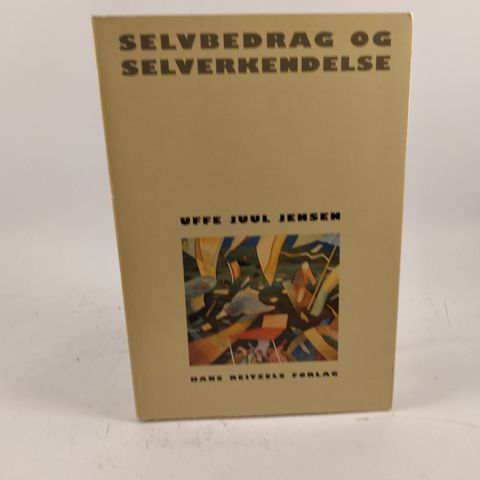 SELVBEDRAG OG
SELVERKENDELSE
UFFE JUUL JENSEN
HANS REITZELS FORLAG